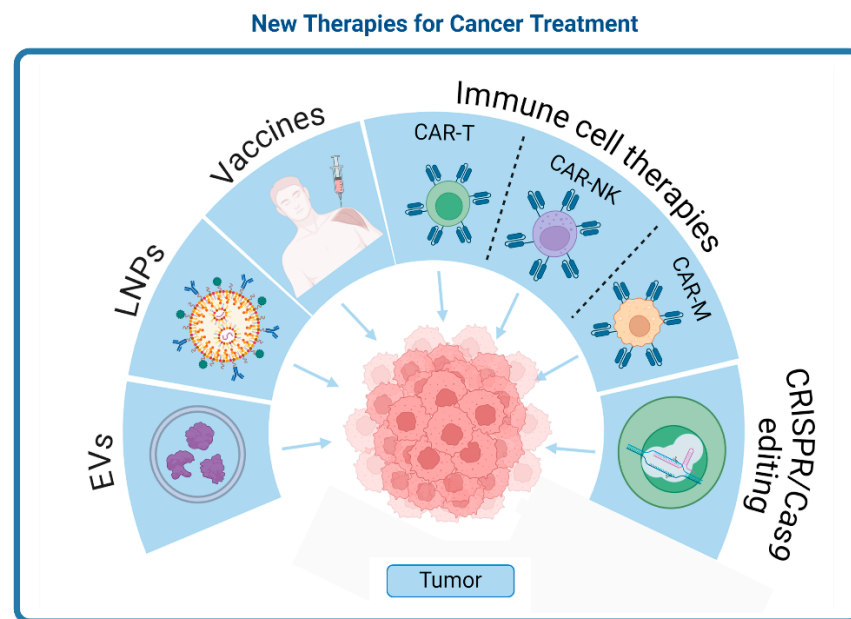 New Therapies for Cancer Treatment
EVs
LNPs
Vaccines
Immune cell therapies
CAR-T
CAR-NK
CAR-M
CRISPR/Cas9
editing
Tumor